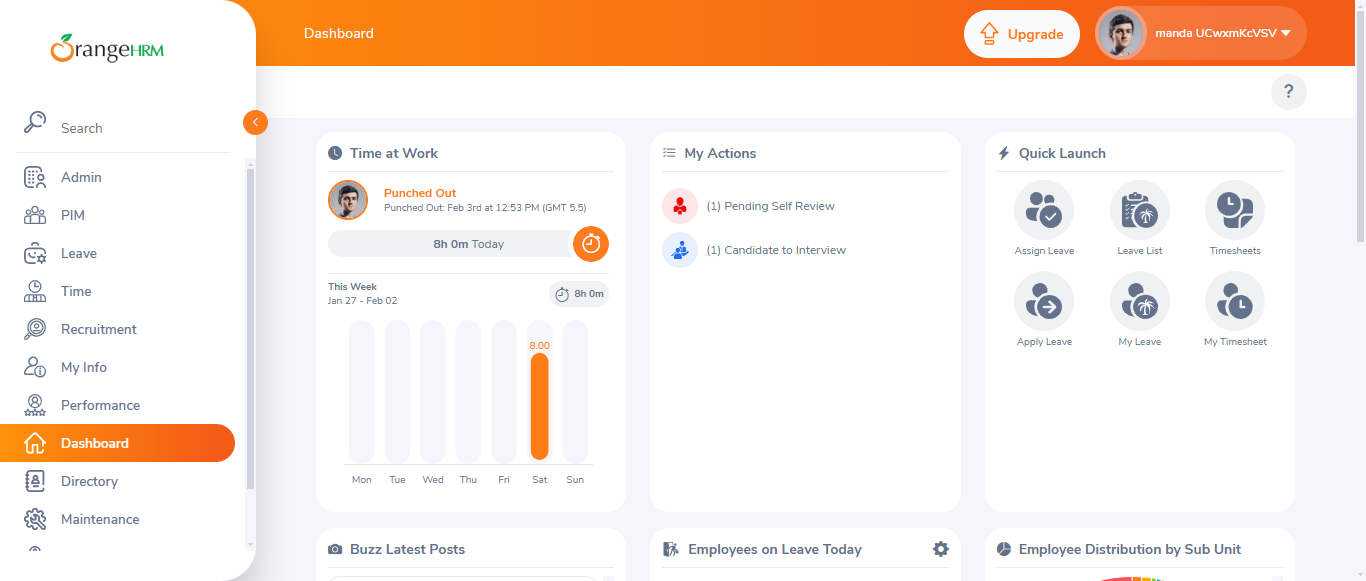 OrangeHRM
Dashboard
Upgrade
manda UCwxmKcVSV
?
Search
Admin
PIM
Leave
Time
Recruitment
My Info
Performance
Dashboard
Directory
Maintenance
Time at Work
Punched Out
Punched Out: Feb 3rd at 12:53 PM (GMT 5.5)
8h 0m Today
This Week
Jan 27 - Feb 02
8h 0m
8.00
Mon Tue Wed Thu Fri Sat Sun
My Actions
(1) Pending Self Review
(1) Candidate to Interview
Quick Launch
Assign Leave
Leave List
Timesheets
Apply Leave
My Leave
My Timesheet
Buzz Latest Posts
Employees on Leave Today
Employee Distribution by Sub Unit